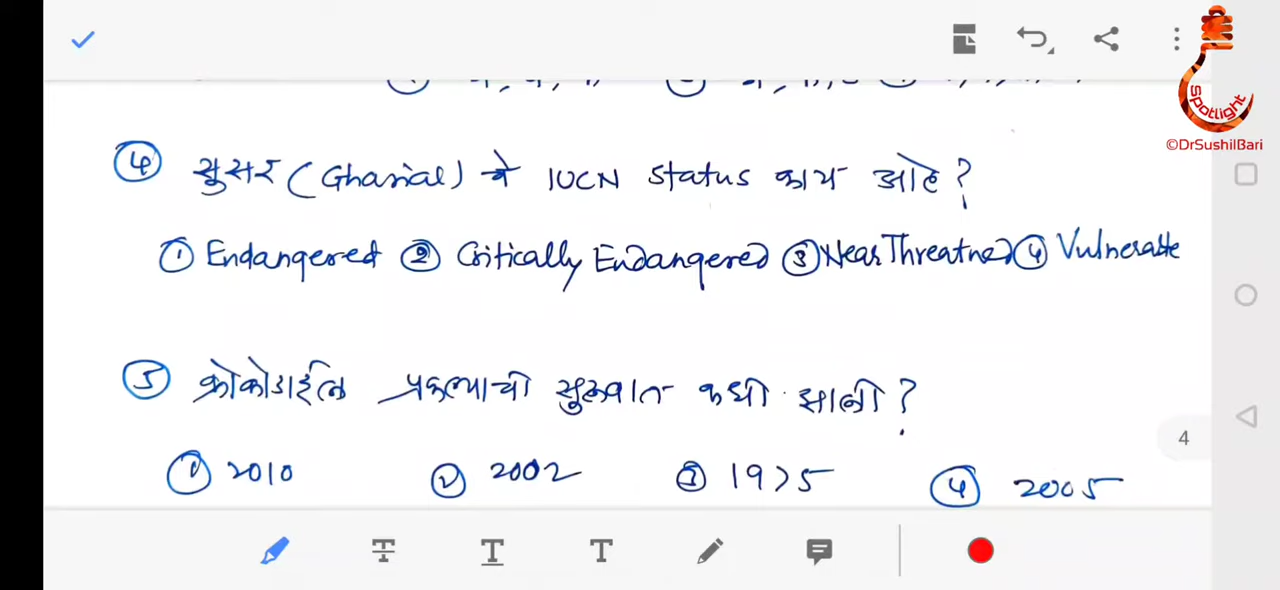 Spotlight
©DrSushilBari
④ सुसर (Gharial) चे IUCN Status काय आहे?
① Endangered ② Critically Endangered ③ Near Threatned ④ Vulnerable
⑤ क्रोकोडाईल प्रकल्पाची सुरुवात कधी झाली?
① 2010 ② 2002 ③ 1975 ④ 2005
4